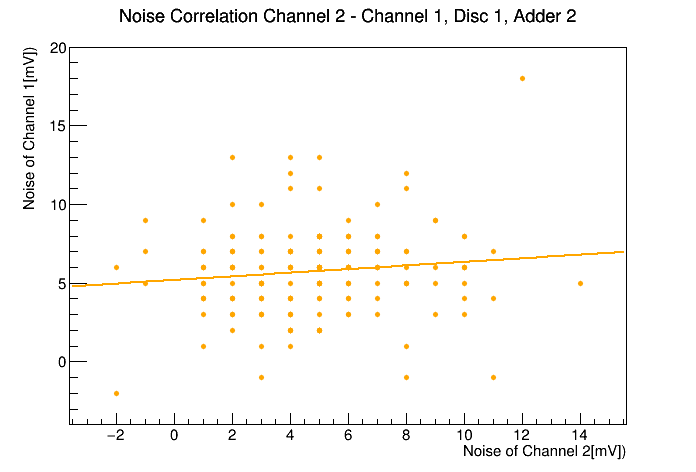 Noise Correlation Channel 2 - Channel 1, Disc 1, Adder 2
Noise of Channel 1[mV])
20
15
10
5
0
−2 0 2 4 6 8 10 12 14
Noise of Channel 2[mV])